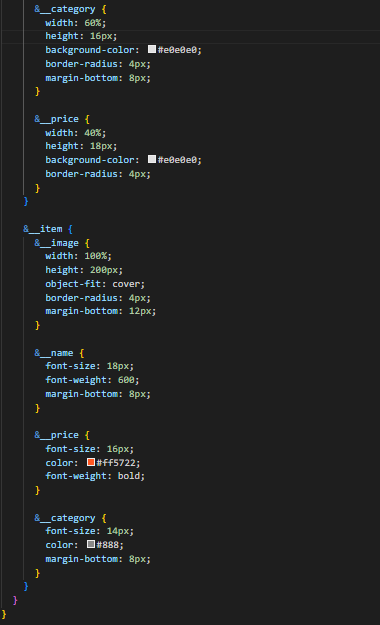 &__category {
width: 60%;
height: 16px;
background-color: #e0e0e0;
border-radius: 4px;
margin-bottom: 8px;
}
&__price {
width: 40%;
height: 18px;
background-color: #e0e0e0;
border-radius: 4px;
}
}
&__item {
&__image {
width: 100%;
height: 200px;
object-fit: cover;
border-radius: 4px;
margin-bottom: 12px;
}
&__name {
font-size: 18px;
font-weight: 600;
margin-bottom: 8px;
}
&__price {
font-size: 16px;
color: #ff5722;
font-weight: bold;
}
&__category {
font-size: 14px;
color: #888;
margin-bottom: 8px;
}
}
}
}